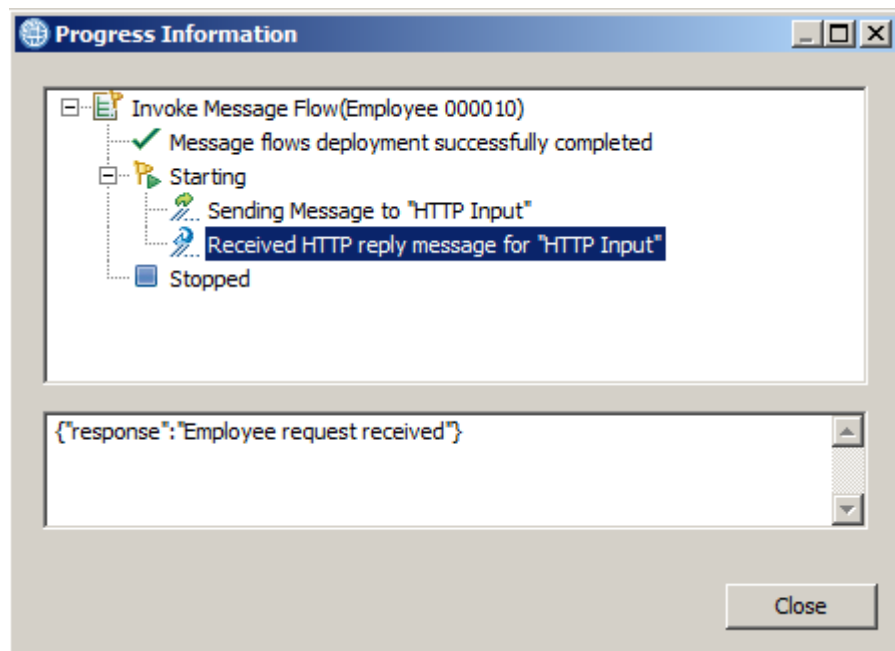 Progress Information
Invoke Message Flow(Employee 000010)
Message flows deployment successfully completed
Starting
Sending Message to "HTTP Input"
Received HTTP reply message for "HTTP Input"
Stopped
{"response":"Employee request received"}
Close